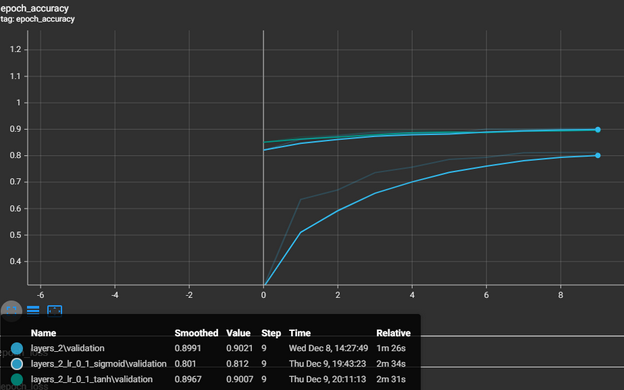 epoch_accuracy
tag: epoch_accuracy
1.2
1.1
1
0.9
0.8
0.7
0.6
0.5
0.4
-6 -4 -2 0 2 4 6 8
Name Smoothed Value Step Time Relative
layers_2\validation 0.8991 0.9021 9 Wed Dec 8, 14:27:49 1m 26s
layers_2_lr_0_1_sigmoid\validation 0.801 0.812 9 Thu Dec 9, 19:43:23 2m 34s
layers_2_lr_0_1_tanh\validation 0.8967 0.9007 9 Thu Dec 9, 20:11:13 2m 31s
epoch_loss